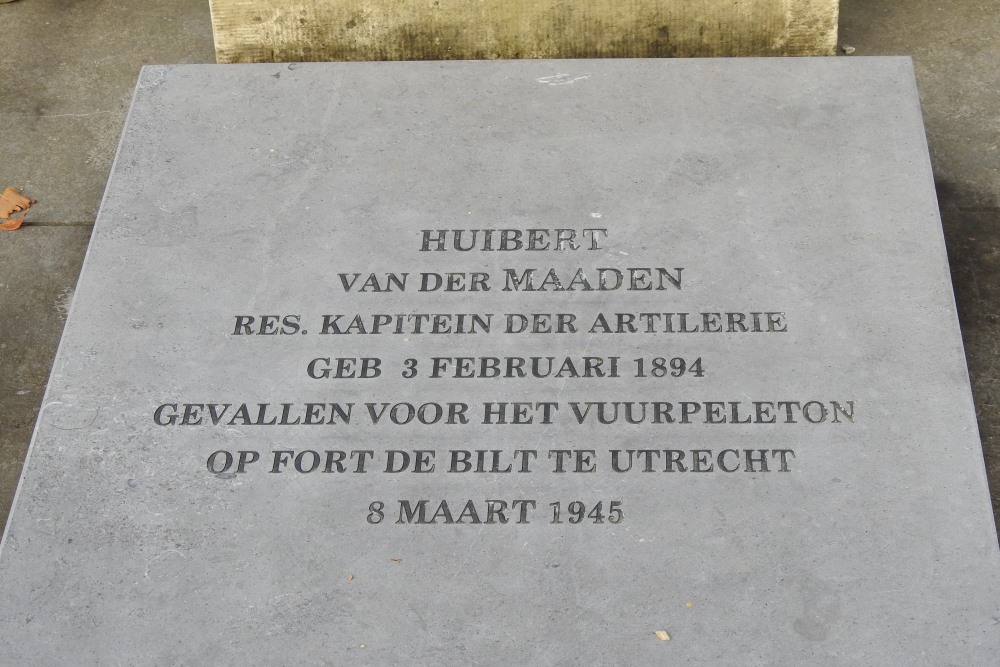 HUIBERT
VAN DER MAADEN
RES. KAPITEIN DER ARTILERIE
GEB 3 FEBRUARI 1894
GEVALLEN VOOR HET VUURPELETON
OP FORT DE BILT TE UTRECHT
8 MAART 1945